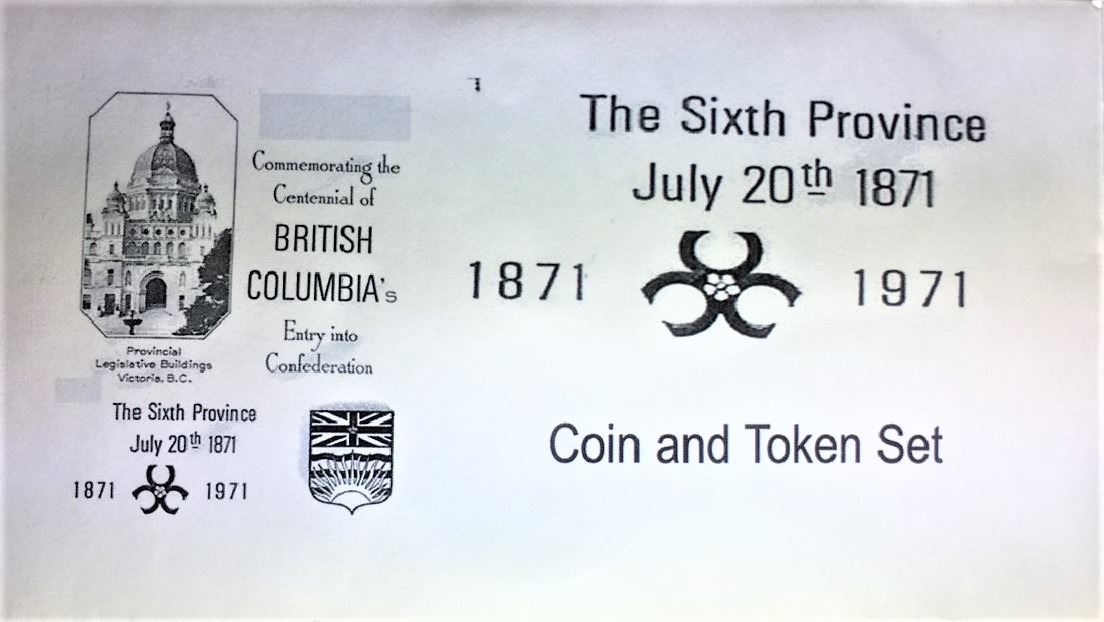 Commemorating the
Centennial of
BRITISH
COLUMBIA's
Entry into
Confederation
Provincial
Legislative Buildings
Victoria, B.C.
The Sixth Province
July 20th 1871
1871 1971
The Sixth Province
July 20th 1871
1871 1971
Coin and Token Set